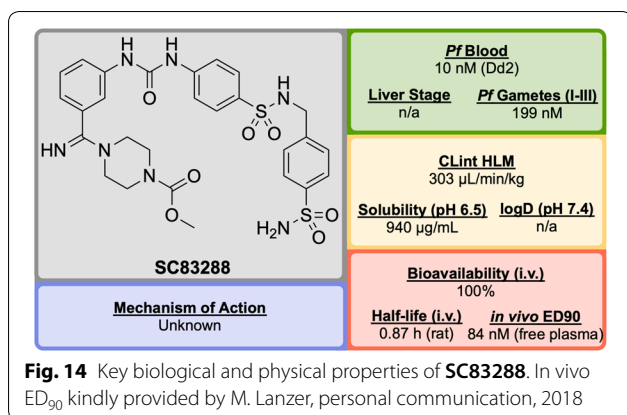 H
N
H
N
O
HN
N
N
O
O
S
O
O
H
N
H₂N
S
O
O
SC83288
Mechanism of Action
Unknown
Pf Blood
10 nM (Dd2)
Liver Stage
n/a
Pf Gametes (I-III)
199 nM
CLint HLM
303 µL/min/kg
Solubility (pH 6.5)
940 µg/mL
logD (pH 7.4)
n/a
Bioavailability (i.v.)
100%
Half-life (i.v.)
0.87 h (rat)
in vivo ED90
84 nM (free plasma)
Fig. 14 Key biological and physical properties of SC83288. In vivo
ED₉₀ kindly provided by M. Lanzer, personal communication, 2018